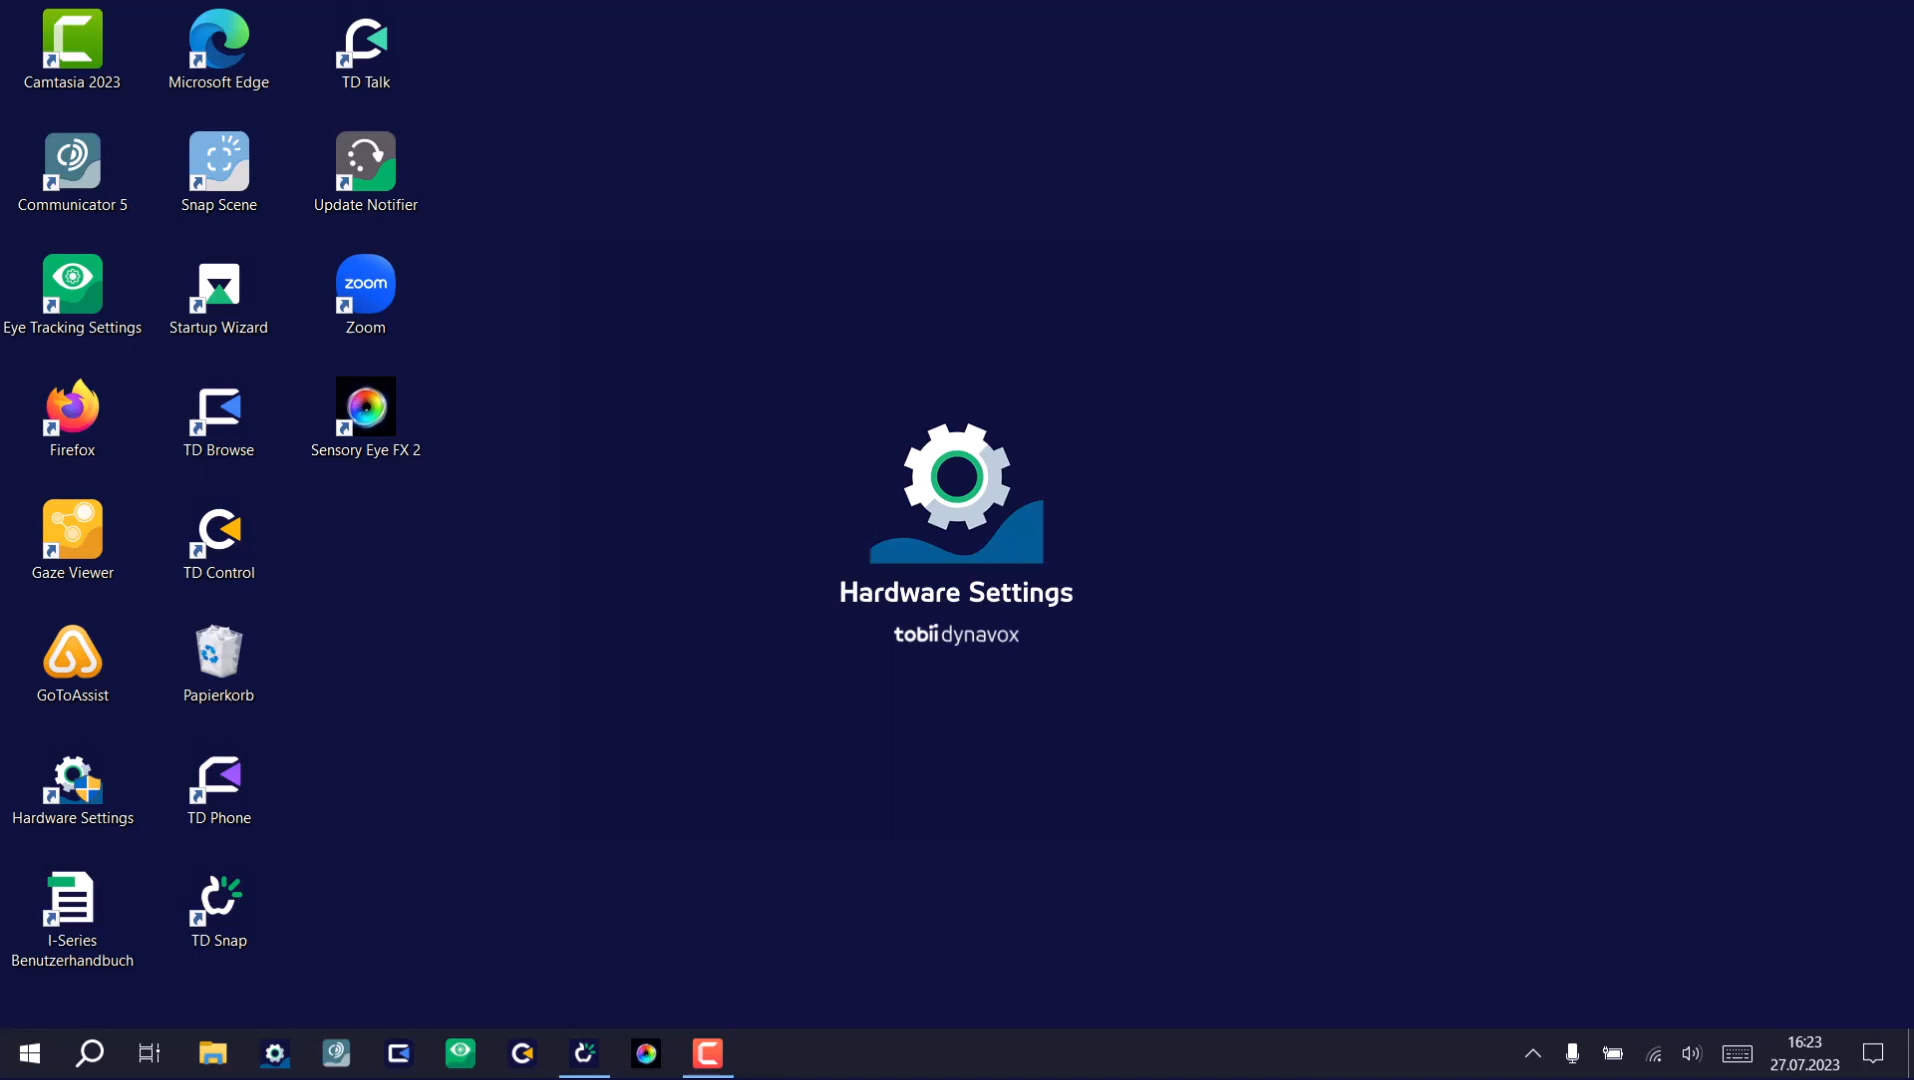 Camtasia 2023
Microsoft Edge
TD Talk
Communicator 5
Snap Scene
Update Notifier
Eye Tracking Settings
Startup Wizard
zoom
Zoom
Firefox
TD Browse
Sensory Eye FX 2
Gaze Viewer
TD Control
GoToAssist
Papierkorb
Hardware Settings
TD Phone
I-Series
Benutzerhandbuch
TD Snap
Hardware Settings
tobii dynavox
16:23
27.07.2023